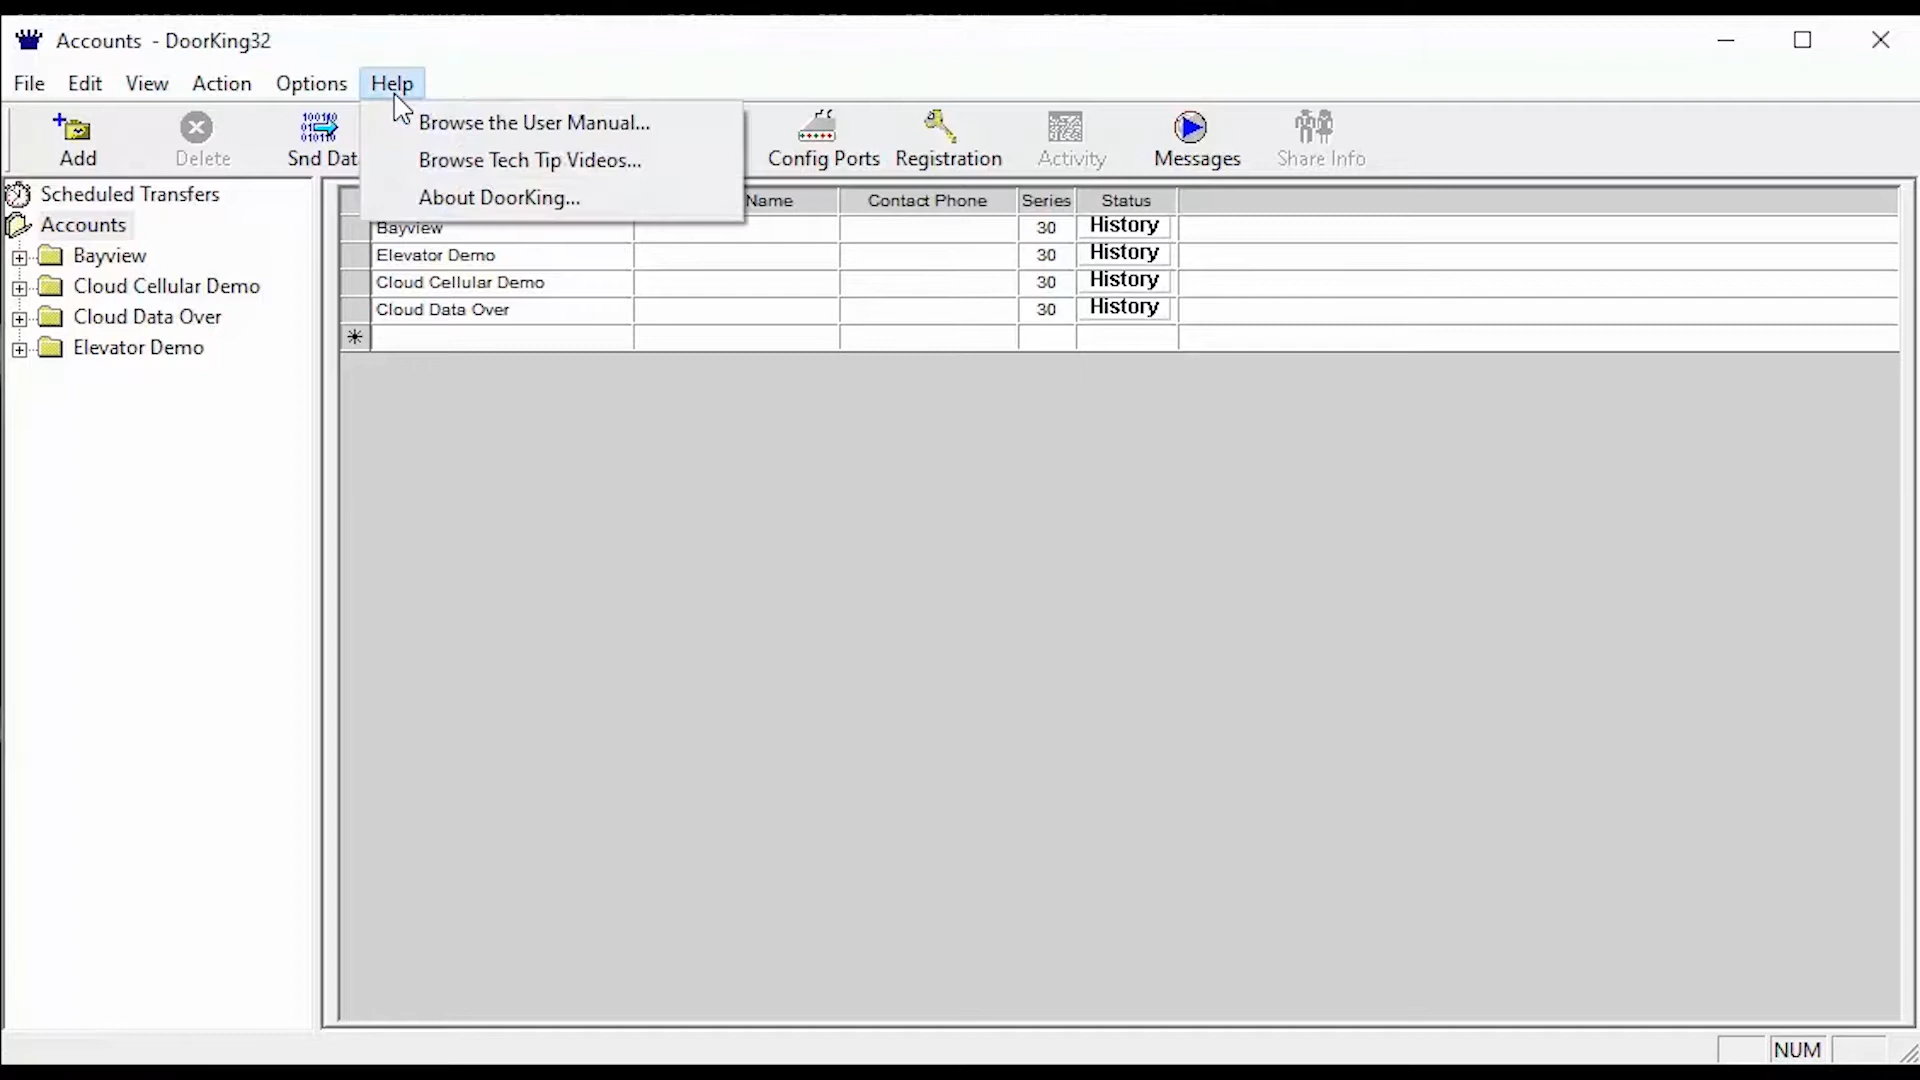 Accounts - DoorKing32
File Edit View Action Options Help
Browse the User Manual...
Browse Tech Tip Videos...
About DoorKing...
Add Delete Snd Dat Config Ports Registration Activity Messages Share Info
Scheduled Transfers
Accounts
Bayview
Cloud Cellular Demo
Cloud Data Over
Elevator Demo
Name Contact Phone Series Status
Bayview 30 History
Elevator Demo 30 History
Cloud Cellular Demo 30 History
Cloud Data Over 30 History
NUM